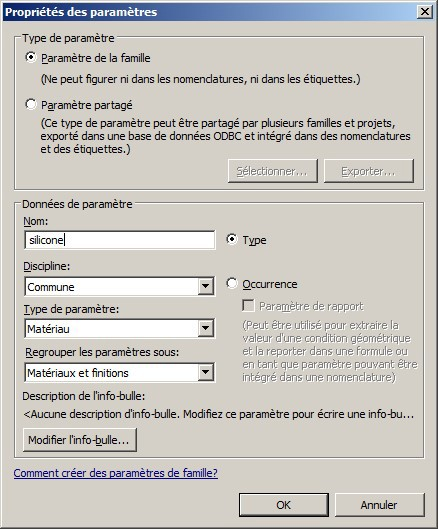 Propriétés des paramètres
Type de paramètre
Paramètre de la famille
(Ne peut figurer ni dans les nomenclatures, ni dans les étiquettes.)
Paramètre partagé
(Ce type de paramètre peut être partagé par plusieurs familles et projets,
exporté dans une base de données ODBC et intégré dans des nomenclatures
et des étiquettes.)
Sélectionner...
Exporter...
Données de paramètre
Nom:
silicone
Type
Discipline:
Commune
Occurrence
Paramètre de rapport
Type de paramètre:
Matériau
(Peut être utilisé pour extraire la
valeur d'une condition géométrique
et la reporter dans une formule ou
en tant que paramètre pouvant être
intégré dans une nomenclature)
Regrouper les paramètres sous:
Matériaux et finitions
Description de l'info-bulle:
<Aucune description d'info-bulle. Modifiez ce paramètre pour écrire une info-bu...
Modifier l'info-bulle...
Comment créer des paramètres de famille?
OK
Annuler